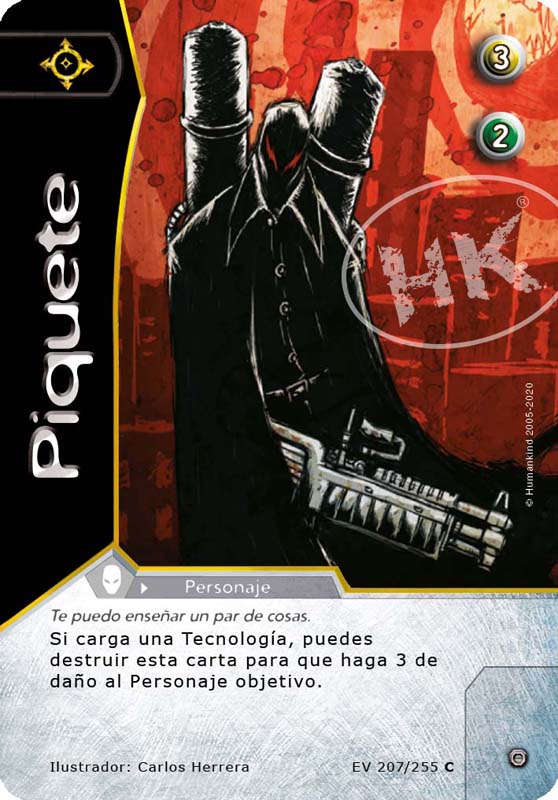 Piquete
3
2
HK®
© Humankind 2005-2020
Personaje
Te puedo enseñar un par de cosas.
Si carga una Tecnología, puedes
destruir esta carta para que haga 3 de
daño al Personaje objetivo.
Ilustrador: Carlos Herrera
EV 207/255 C